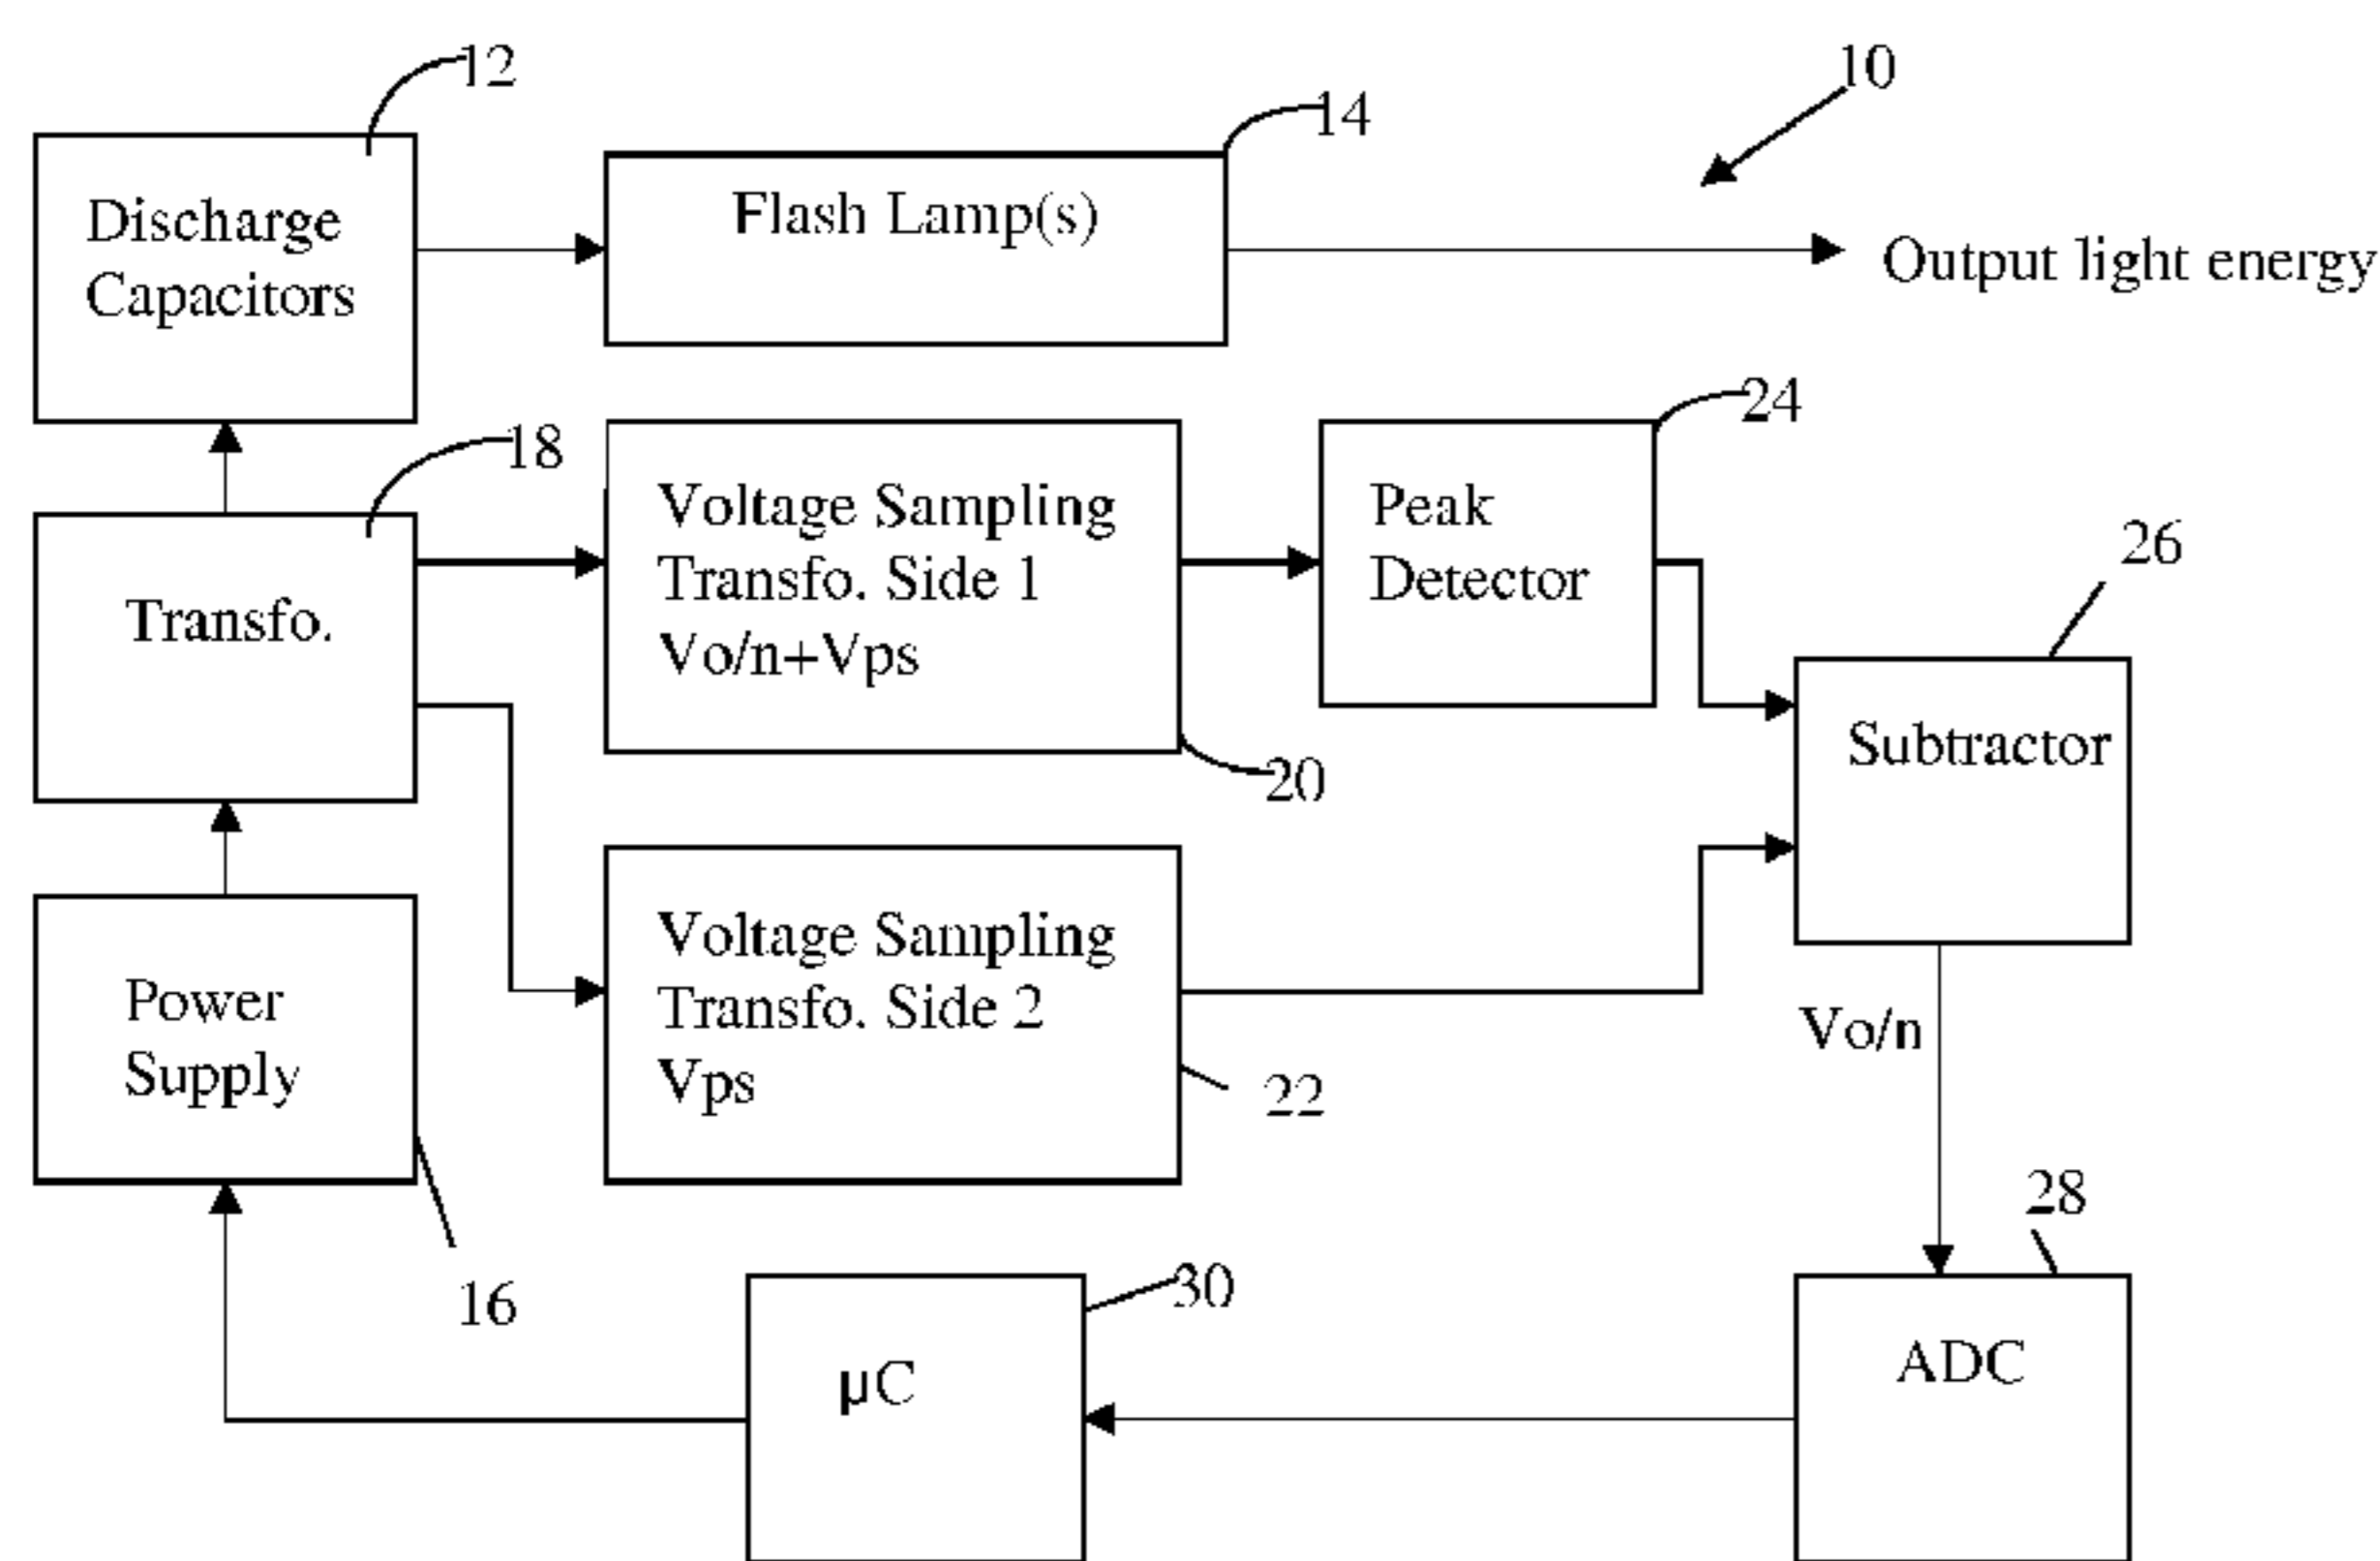 12
10
14
Discharge
Capacitors
Flash Lamp(s)
Output light energy
24
18
Voltage Sampling
Transfo. Side 1
Vo/n+Vps
Peak
Detector
26
Transfo.
Subtractor
20
Voltage Sampling
Transfo. Side 2
Vps
Power
Supply
Vo/n
22
28
16
30
µC
ADC